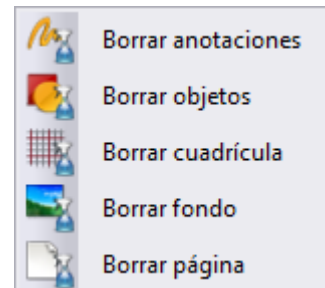 Borrar anotaciones
Borrar objetos
Borrar cuadrícula
Borrar fondo
Borrar página